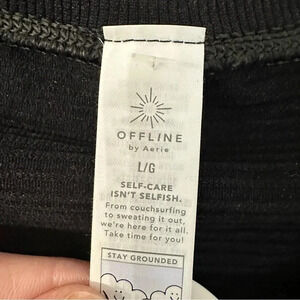 OFFLINE
by Aerie
L/G
SELF-CARE
ISN'T SELFISH.
From couchsurfing
to sweating it out,
we're here for it all.
Take time for you!
STAY GROUNDED